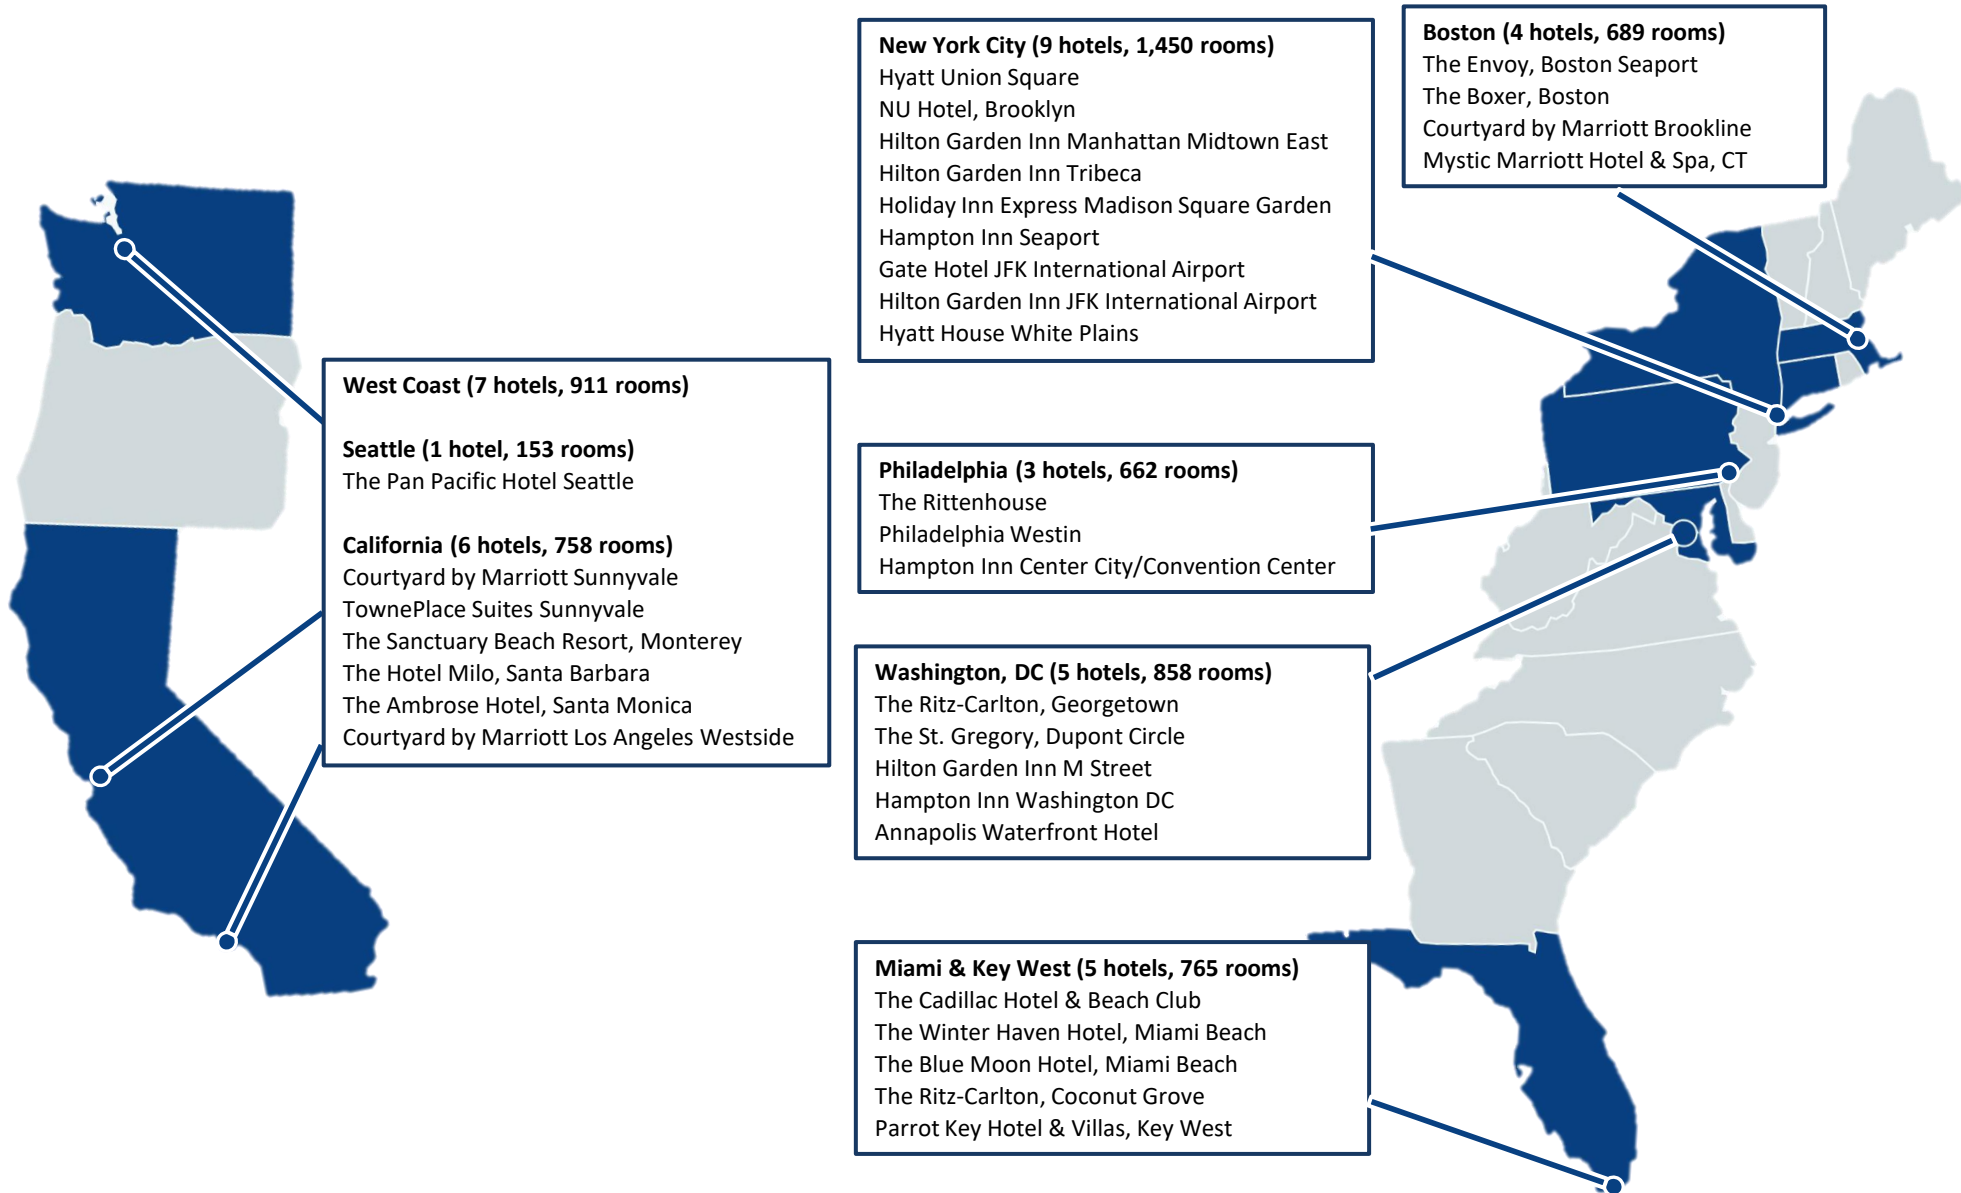 New York City (9 hotels, 1,450 rooms)
Hyatt Union Square
NU Hotel, Brooklyn
Hilton Garden Inn Manhattan Midtown East
Hilton Garden Inn Tribeca
Holiday Inn Express Madison Square Garden
Hampton Inn Seaport
Gate Hotel JFK International Airport
Hilton Garden Inn JFK International Airport
Hyatt House White Plains
Boston (4 hotels, 689 rooms)
The Envoy, Boston Seaport
The Boxer, Boston
Courtyard by Marriott Brookline
Mystic Marriott Hotel & Spa, CT
West Coast (7 hotels, 911 rooms)
Seattle (1 hotel, 153 rooms)
The Pan Pacific Hotel Seattle
California (6 hotels, 758 rooms)
Courtyard by Marriott Sunnyvale
TownePlace Suites Sunnyvale
The Sanctuary Beach Resort, Monterey
The Hotel Milo, Santa Barbara
The Ambrose Hotel, Santa Monica
Courtyard by Marriott Los Angeles Westside
Philadelphia (3 hotels, 662 rooms)
The Rittenhouse
Philadelphia Westin
Hampton Inn Center City/Convention Center
Washington, DC (5 hotels, 858 rooms)
The Ritz-Carlton, Georgetown
The St. Gregory, Dupont Circle
Hilton Garden Inn M Street
Hampton Inn Washington DC
Annapolis Waterfront Hotel
Miami & Key West (5 hotels, 765 rooms)
The Cadillac Hotel & Beach Club
The Winter Haven Hotel, Miami Beach
The Blue Moon Hotel, Miami Beach
The Ritz-Carlton, Coconut Grove
Parrot Key Hotel & Villas, Key West